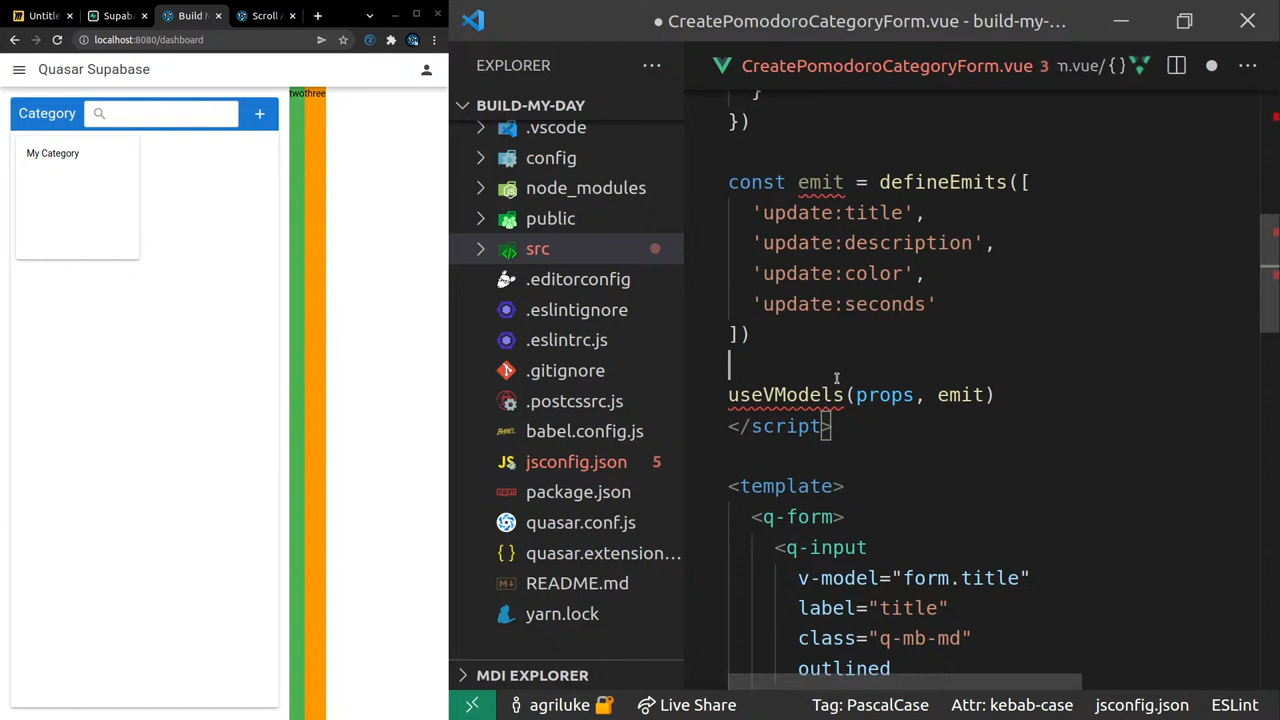 Untitle
Supaba
Build M
Scroll A
localhost:8080/dashboard
Quasar Supabase
Category
My Category
twothree
CreatePomodoroCategoryForm.vue - build-my-...
EXPLORER
BUILD-MY-DAY
.vscode
config
node_modules
public
src
.editorconfig
.eslintignore
.eslintrc.js
.gitignore
.postcssrc.js
babel.config.js
jsconfig.json 5
package.json
quasar.conf.js
quasar.extension...
README.md
yarn.lock
MDI EXPLORER
CreatePomodoroCategoryForm.vue 3
m.vue/ {}
}
})
const emit = defineEmits([
'update:title',
'update:description',
'update:color',
'update:seconds'
])
useVModels(props, emit)
</script>
<template>
<q-form>
<q-input
v-model="form.title"
label="title"
class="q-mb-md"
outlined
agriluke
Live Share
Tag: PascalCase
Attr: kebab-case
jsconfig.json
ESLint